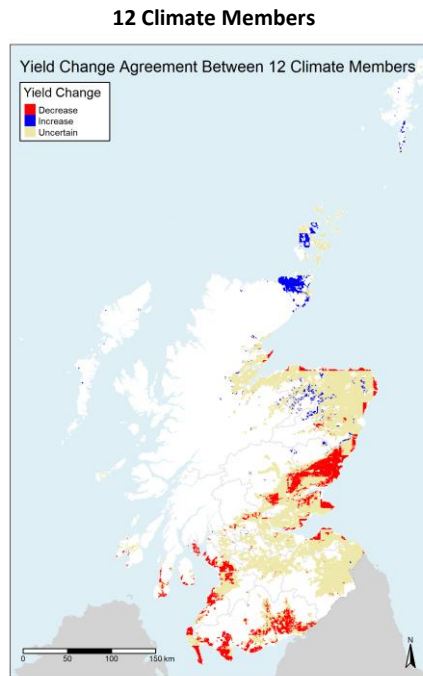 12 Climate Members
Yield Change Agreement Between 12 Climate Members
Yield Change
Decrease
Increase
Uncertain
N
0 50 100 150 km